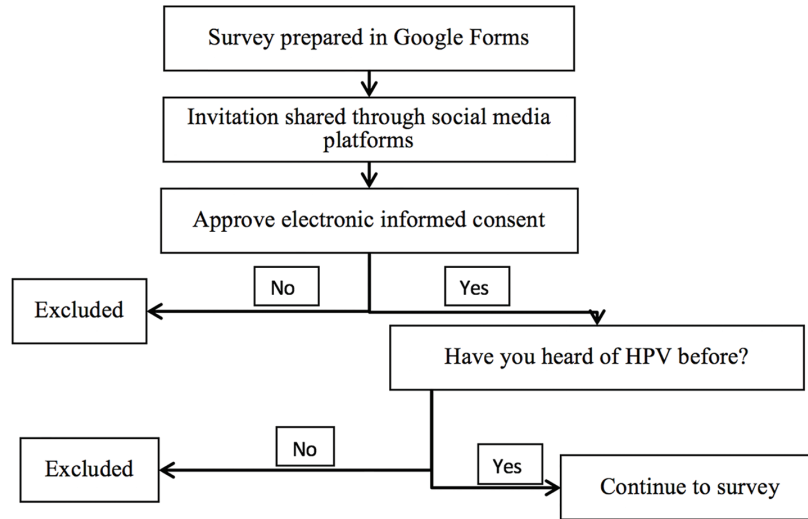 Survey prepared in Google Forms
Invitation shared through social media
platforms
Approve electronic informed consent
No
Yes
Excluded
Have you heard of HPV before?
No
Yes
Excluded
Continue to survey